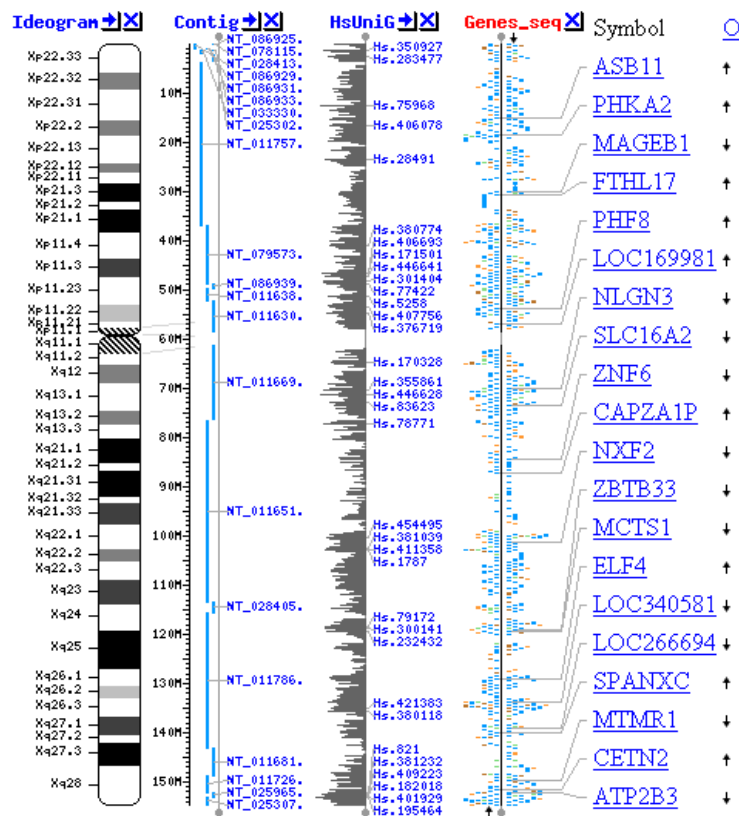 Ideogram Contig HsUniG Genes_seq Symbol O
Xp22.33
Xp22.32
Xp22.31
Xp22.2
Xp22.13
Xp22.12
Xp22.11
Xp21.3
Xp21.2
Xp21.1
Xp11.4
Xp11.3
Xp11.23
Xp11.22
Xp11.21
Xp11.1
Xq11.1
Xq11.2
Xq12
Xq13.1
Xq13.2
Xq13.3
Xq21.1
Xq21.2
Xq21.31
Xq21.32
Xq21.33
Xq22.1
Xq22.2
Xq22.3
Xq23
Xq24
Xq25
Xq26.1
Xq26.2
Xq26.3
Xq27.1
Xq27.2
Xq27.3
Xq28
10M
20M
30M
40M
50M
60M
70M
80M
90M
100M
110M
120M
130M
140M
150M
NT_086925.
NT_078115.
NT_028413.
NT_086929.
NT_086931.
NT_086933.
NT_033330.
NT_025302.
NT_011757.
NT_079573.
NT_086939.
NT_011638.
NT_011630.
NT_011669.
NT_011651.
NT_028405.
NT_011786.
NT_011681.
NT_011726.
NT_025965.
NT_025307.
Hs.350927
Hs.283477
Hs.75968
Hs.406078
Hs.28491
Hs.380774
Hs.406693
Hs.171501
Hs.446641
Hs.301404
Hs.77422
Hs.5258
Hs.407756
Hs.376719
Hs.170328
Hs.355861
Hs.446628
Hs.83623
Hs.78771
Hs.454495
Hs.381039
Hs.411358
Hs.1787
Hs.79172
Hs.300141
Hs.232432
Hs.421383
Hs.380118
Hs.821
Hs.381232
Hs.409223
Hs.182018
Hs.401929
Hs.195464
ASB11
PHKA2
MAGEB1
FTHL17
PHF8
LOC169981
NLGN3
SLC16A2
ZNF6
CAPZA1P
NXF2
ZBTB33
MCTS1
ELF4
LOC340581
LOC266694
SPANXC
MTMR1
CETN2
ATP2B3